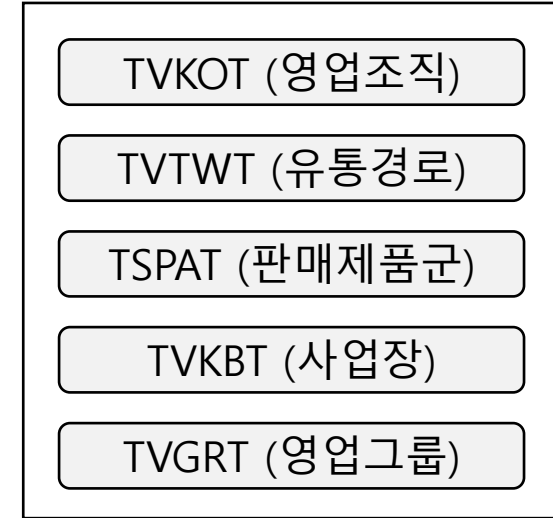 TVKOT (영업조직)
TVTWT (유통경로)
TSPAT (판매제품군)
TVKBT (사업장)
TVGRT (영업그룹)